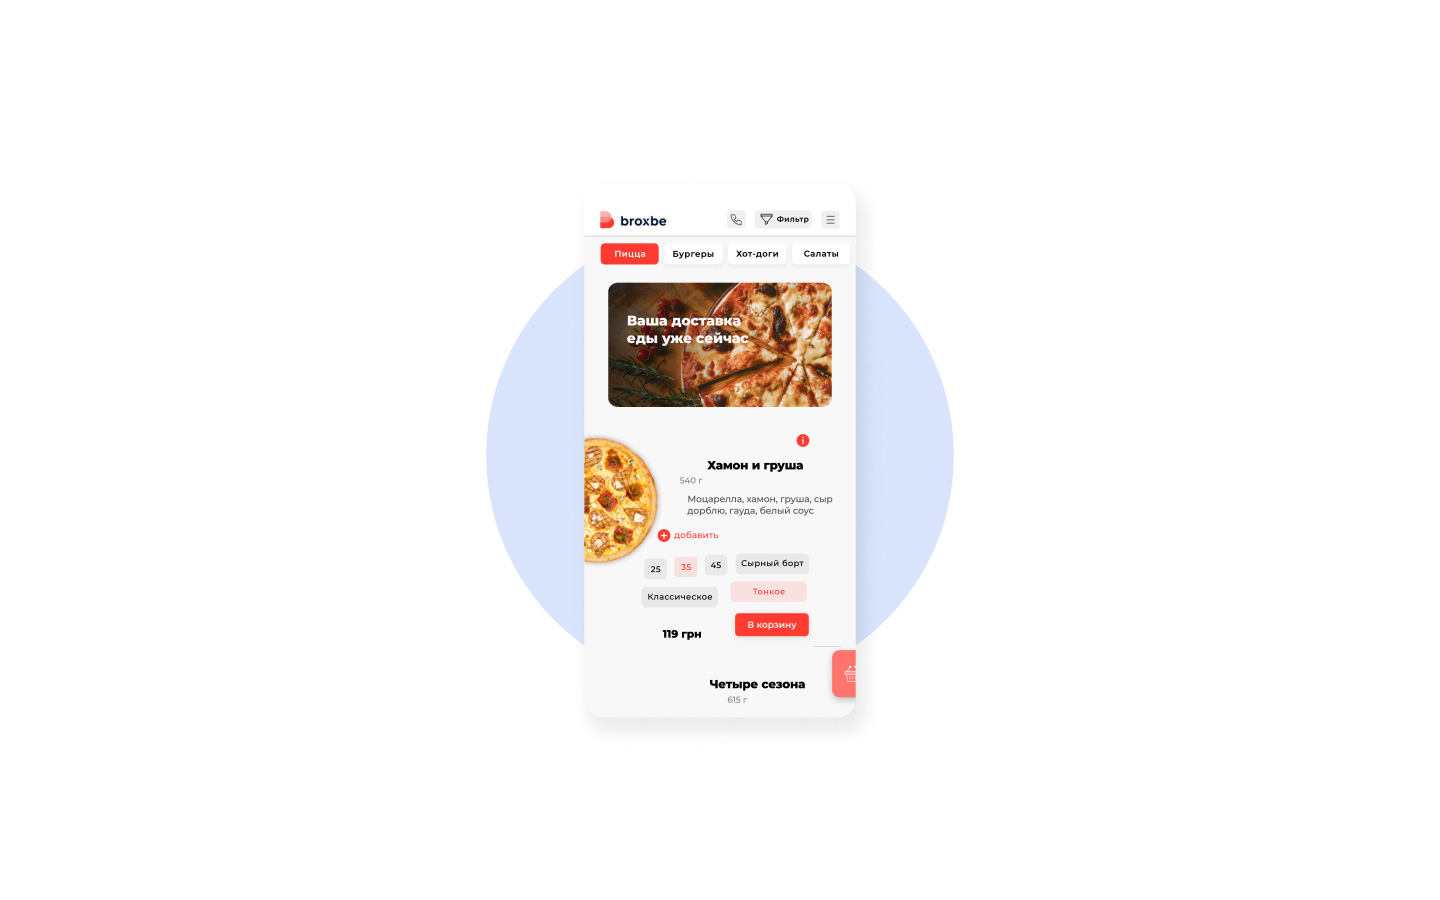 broxbe
Фильтр
Пицца
Бургеры
Хот-доги
Салаты
Ваша доставка
еды уже сейчас
Хамон и груша
540 г
Моцарелла, хамон, груша, сыр
дорблю, гауда, белый соус
добавить
25
35
45
Сырный борт
Классическое
Тонкое
119 грн
В корзину
Четыре сезона
615 г